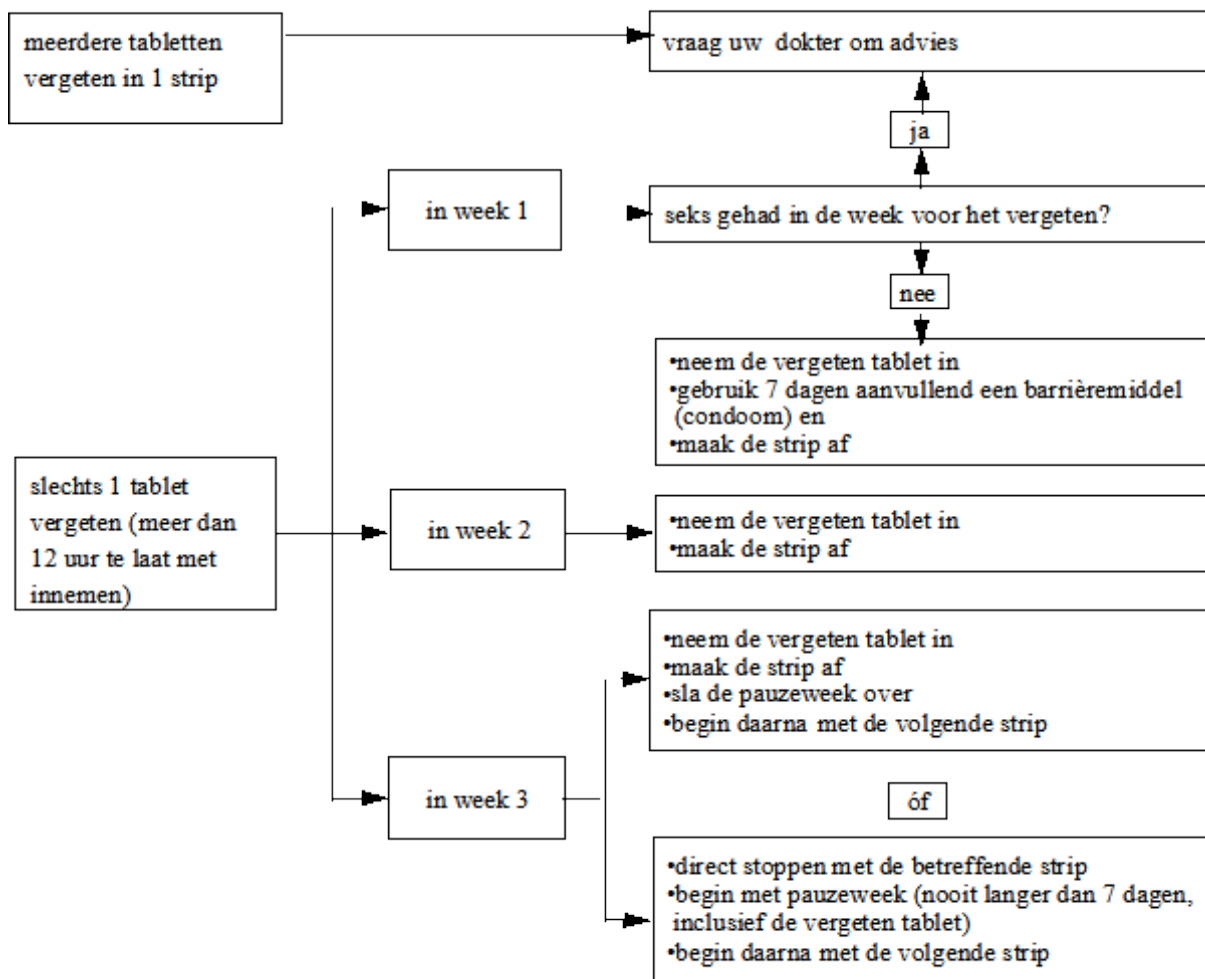 meerdere tabletten
vergeten in 1 strip
vraag uw dokter om advies
ja
in week 1
seks gehad in de week voor het vergeten?
nee
•neem de vergeten tablet in
•gebruik 7 dagen aanvullend een barrièremiddel
(condoom) en
•maak de strip af
slechts 1 tablet
vergeten (meer dan
12 uur te laat met
innemen)
in week 2
•neem de vergeten tablet in
•maak de strip af
•neem de vergeten tablet in
•maak de strip af
•sla de pauzeweek over
•begin daarna met de volgende strip
in week 3
óf
•direct stoppen met de betreffende strip
•begin met pauzeweek (nooit langer dan 7 dagen,
inclusief de vergeten tablet)
•begin daarna met de volgende strip